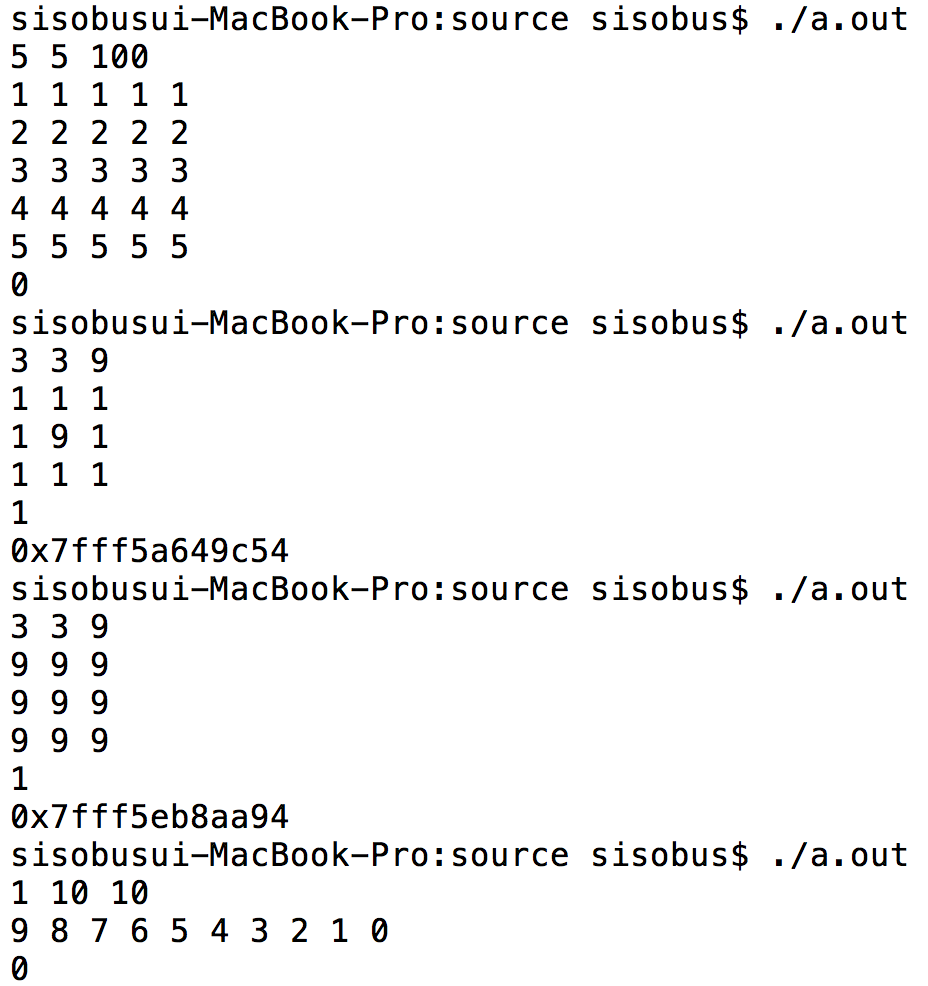 sisobusui-MacBook-Pro:source sisobus$ ./a.out
5 5 100
1 1 1 1 1
2 2 2 2 2
3 3 3 3 3
4 4 4 4 4
5 5 5 5 5
0
sisobusui-MacBook-Pro:source sisobus$ ./a.out
3 3 9
1 1 1
1 9 1
1 1 1
1
0x7fff5a649c54
sisobusui-MacBook-Pro:source sisobus$ ./a.out
3 3 9
9 9 9
9 9 9
9 9 9
1
0x7fff5eb8aa94
sisobusui-MacBook-Pro:source sisobus$ ./a.out
1 10 10
9 8 7 6 5 4 3 2 1 0
0